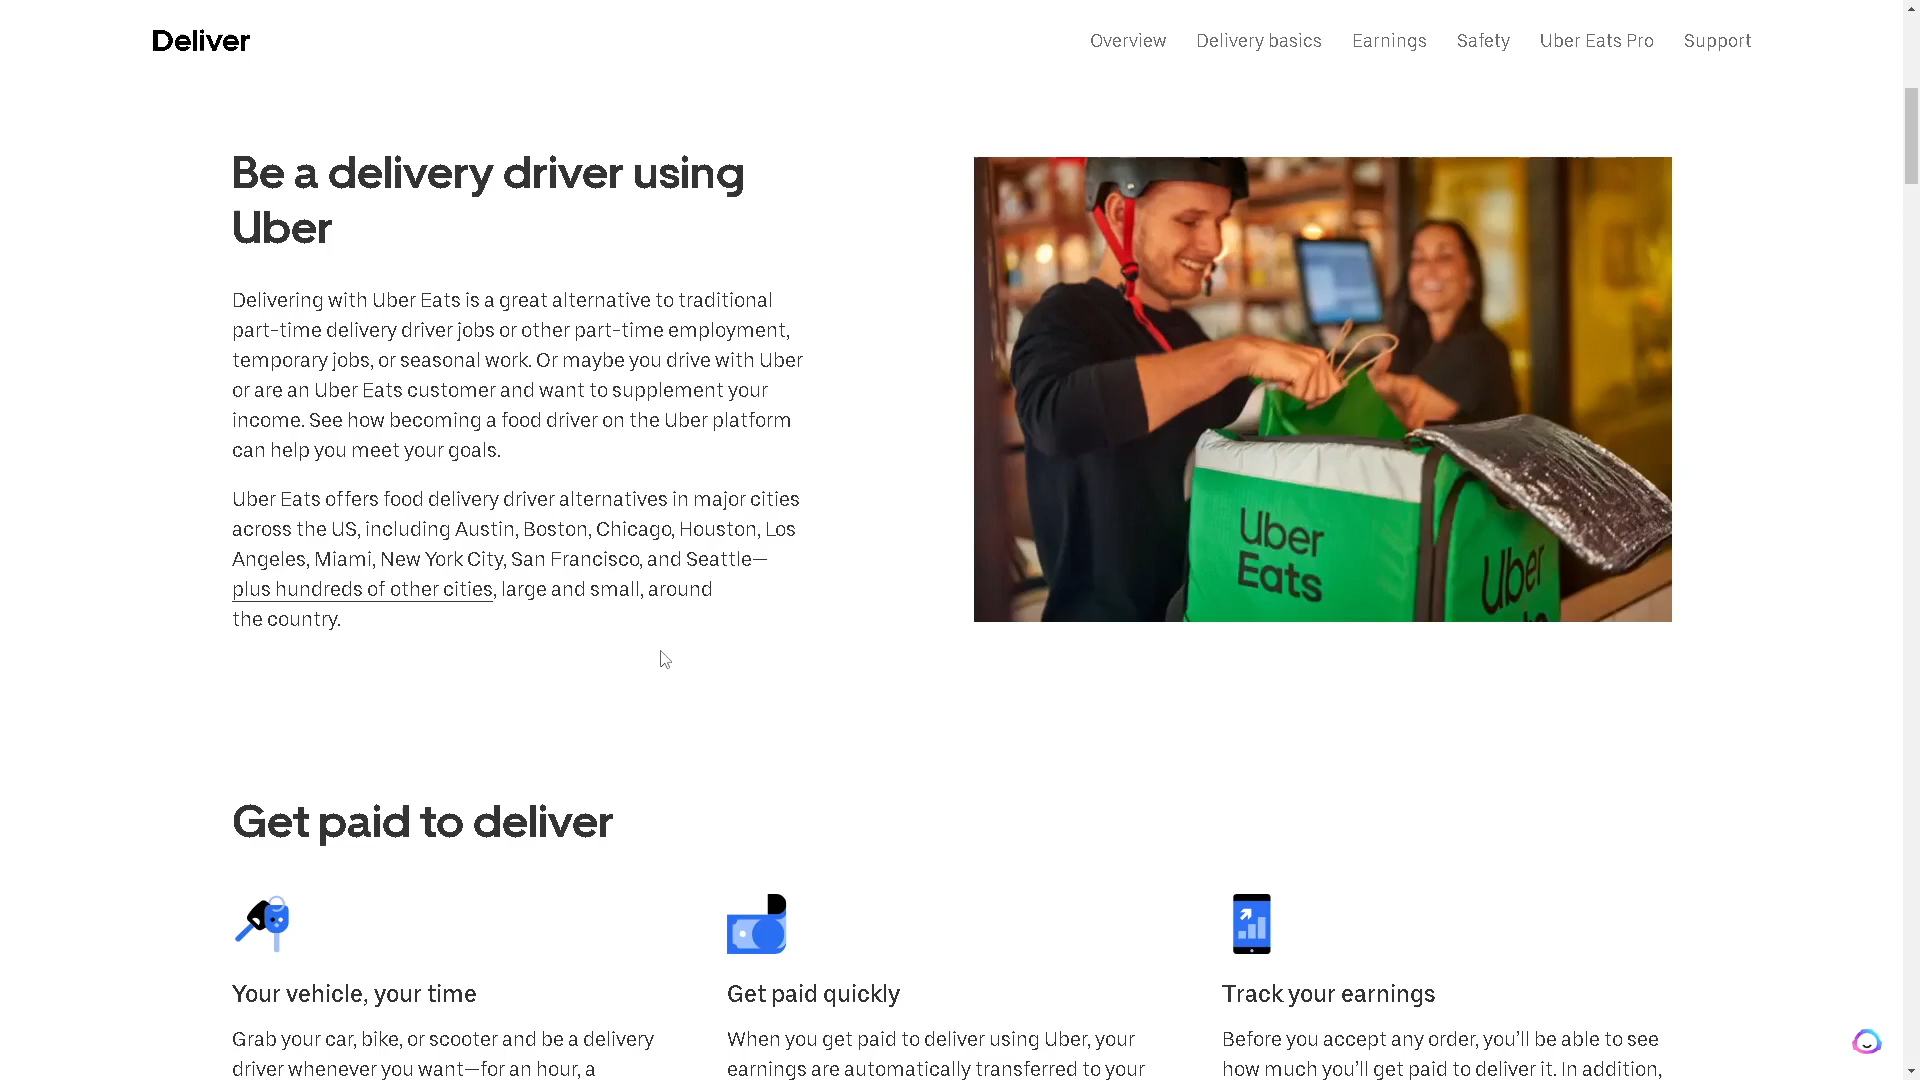 Deliver
Overview
Delivery basics
Earnings
Safety
Uber Eats Pro
Support
Be a delivery driver using
Uber
Delivering with Uber Eats is a great alternative to traditional
part-time delivery driver jobs or other part-time employment,
temporary jobs, or seasonal work. Or maybe you drive with Uber
or are an Uber Eats customer and want to supplement your
income. See how becoming a food driver on the Uber platform
can help you meet your goals.
Uber Eats offers food delivery driver alternatives in major cities
across the US, including Austin, Boston, Chicago, Houston, Los
Angeles, Miami, New York City, San Francisco, and Seattle—
plus hundreds of other cities, large and small, around
the country.
Uber
Eats
Uber
Get paid to deliver
Your vehicle, your time
Grab your car, bike, or scooter and be a delivery
driver whenever you want—for an hour, a
Get paid quickly
When you get paid to deliver using Uber, your
earnings are automatically transferred to your
Track your earnings
Before you accept any order, you’ll be able to see
how much you’ll get paid to deliver it. In addition,